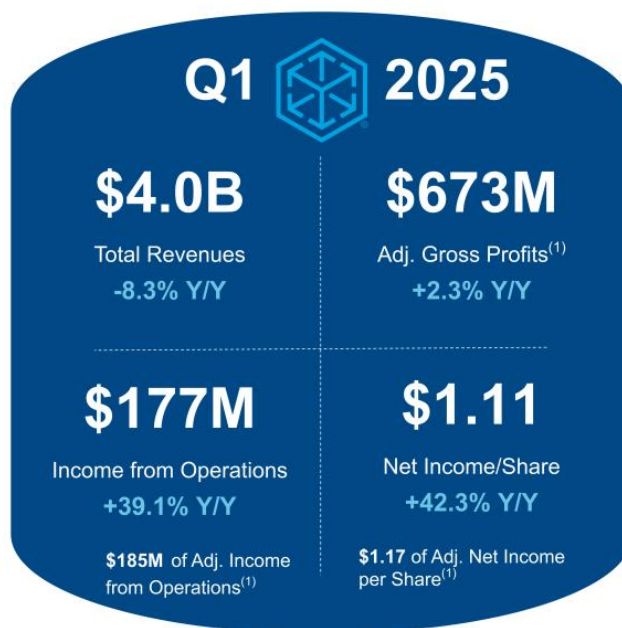 Q1 2025
$4.0B
Total Revenues
-8.3% Y/Y
$673M
Adj. Gross Profits(1)
+2.3% Y/Y
$177M
Income from Operations
+39.1% Y/Y
$185M of Adj. Income
from Operations(1)
$1.11
Net Income/Share
+42.3% Y/Y
$1.17 of Adj. Net Income
per Share(1)